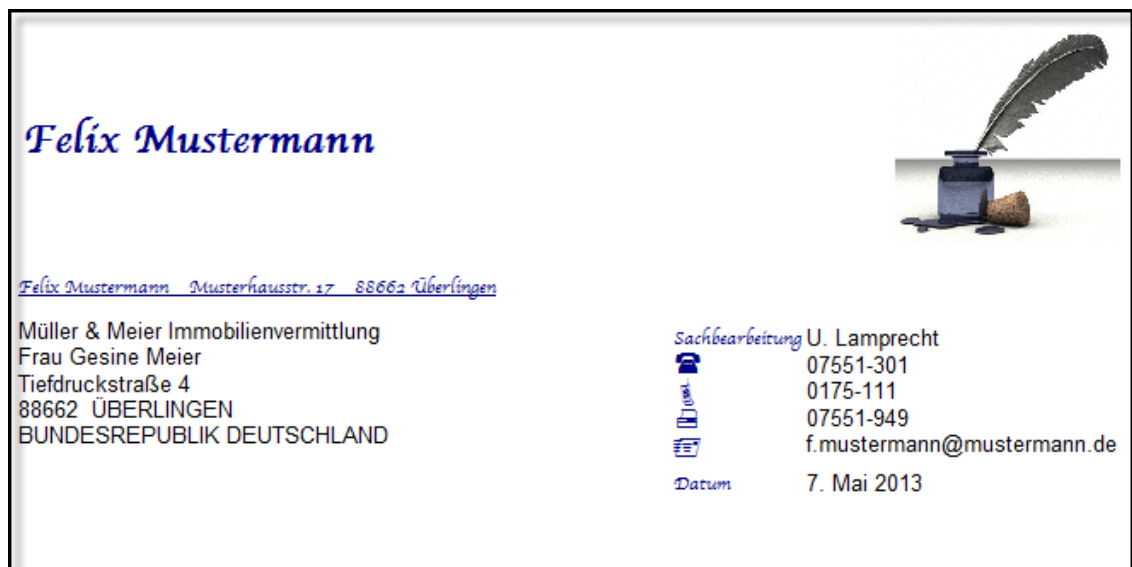 Felix Mustermann
Felix Mustermann Musterhausstr. 17 88662 Überlingen
Müller & Meier Immobilienvermittlung
Frau Gesine Meier
Tiefdruckstraße 4
88662 ÜBERLINGEN
BUNDESREPUBLIK DEUTSCHLAND
Sachbearbeitung U. Lamprecht
07551-301
0175-111
07551-949
f.mustermann@mustermann.de
Datum 7. Mai 2013